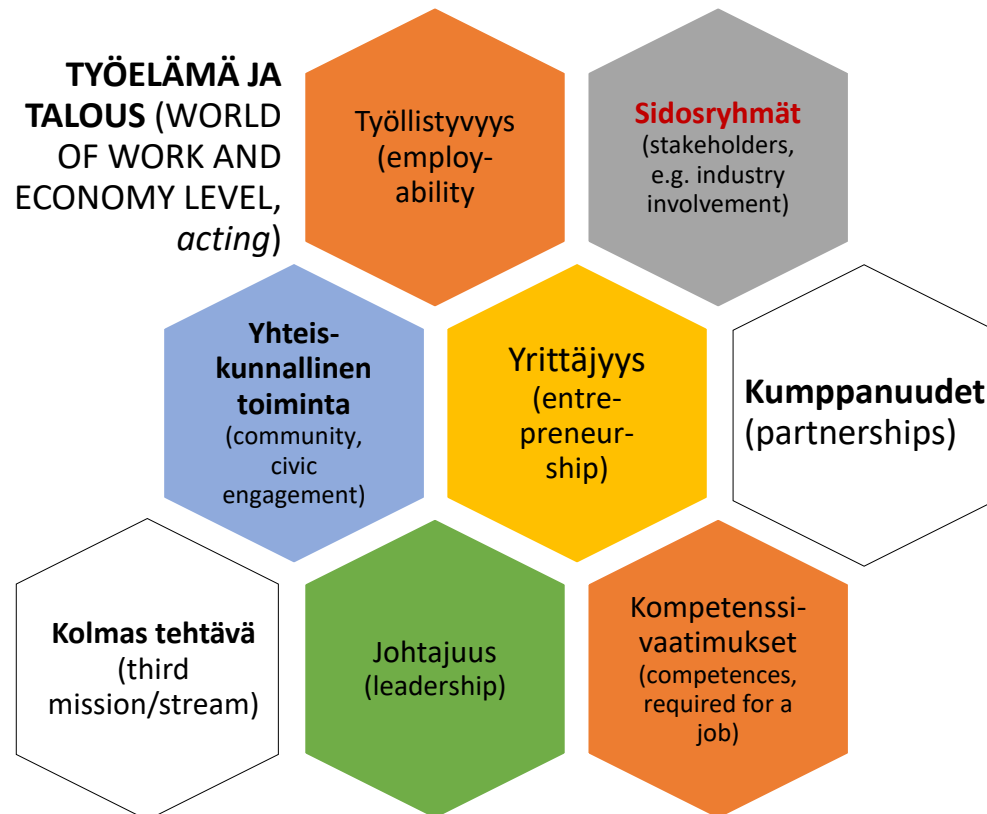 TYÖELÄMÄ JA
TALOUS (WORLD
OF WORK AND
ECONOMY LEVEL,
acting)
Työllistyvyys
(employ-
ability
Sidosryhmät
(stakeholders,
e.g. industry
involvement)
Yhteis-
kunnallinen
toiminta
(community,
civic
engagement)
Yrittäjyys
(entre-
preneur-
ship)
Kumppanuudet
(partnerships)
Kolmas tehtävä
(third
mission/stream)
Johtajuus
(leadership)
Kompetenssi-
vaatimukset
(competences,
required for a
job)